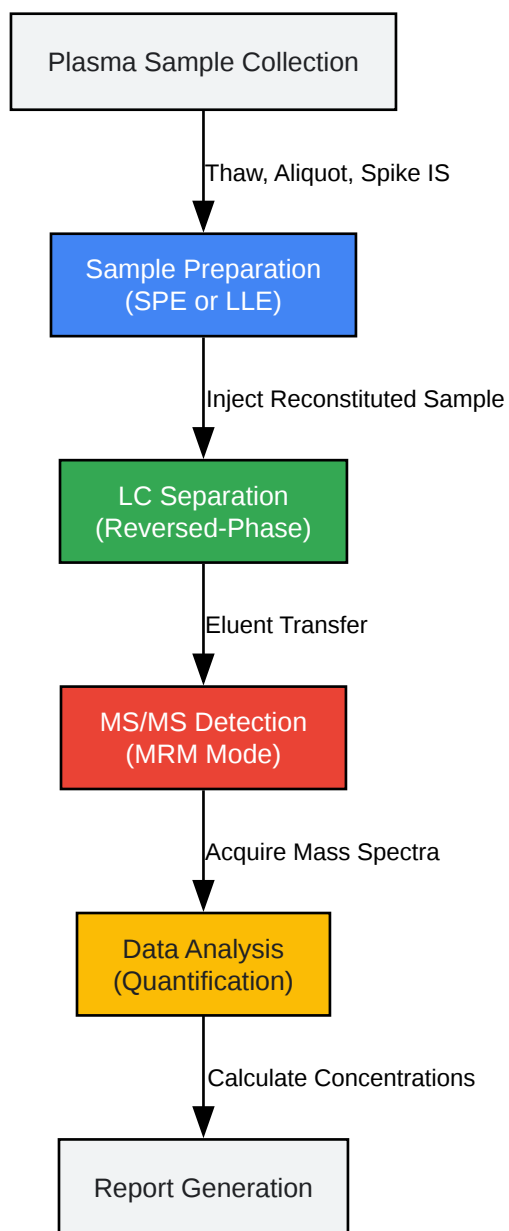 Plasma Sample Collection
Thaw, Aliquot, Spike IS
Sample Preparation
(SPE or LLE)
Inject Reconstituted Sample
LC Separation
(Reversed-Phase)
Eluent Transfer
MS/MS Detection
(MRM Mode)
Acquire Mass Spectra
Data Analysis
(Quantification)
Calculate Concentrations
Report Generation